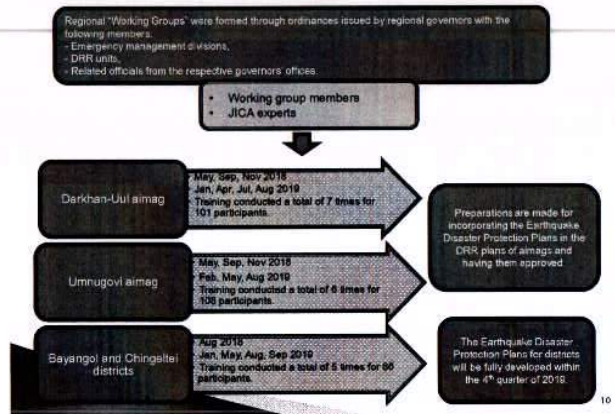 Regional "Working Groups" were formed through ordinances issued by regional governors with the
following members:
- Emergency management divisions,
- DRR units,
- Related officials from the respective governors' offices.
• Working group members
• JICA experts
Darkhan-Uul aimag
May, Sep, Nov 2018
Jan, Apr, Jul, Aug 2019
Training conducted a total of 7 times for
101 participants.
Preparations are made for
incorporating the Earthquake
Disaster Protection Plans in the
DRR plans of aimags and
having them approved
Umnugovi aimag
May, Sep, Nov 2018
Feb, May, Aug 2019
Training conducted a total of 6 times for
participants.
Bayangol and Chingeltei
districts
Aug 2018
Jan, May, Aug, Sep 2019
Training conducted a total of 5 times for
participants.
The Earthquake Disaster
Protection Plans for districts
will be fully developed within
the 4th quarter of 2019.
10